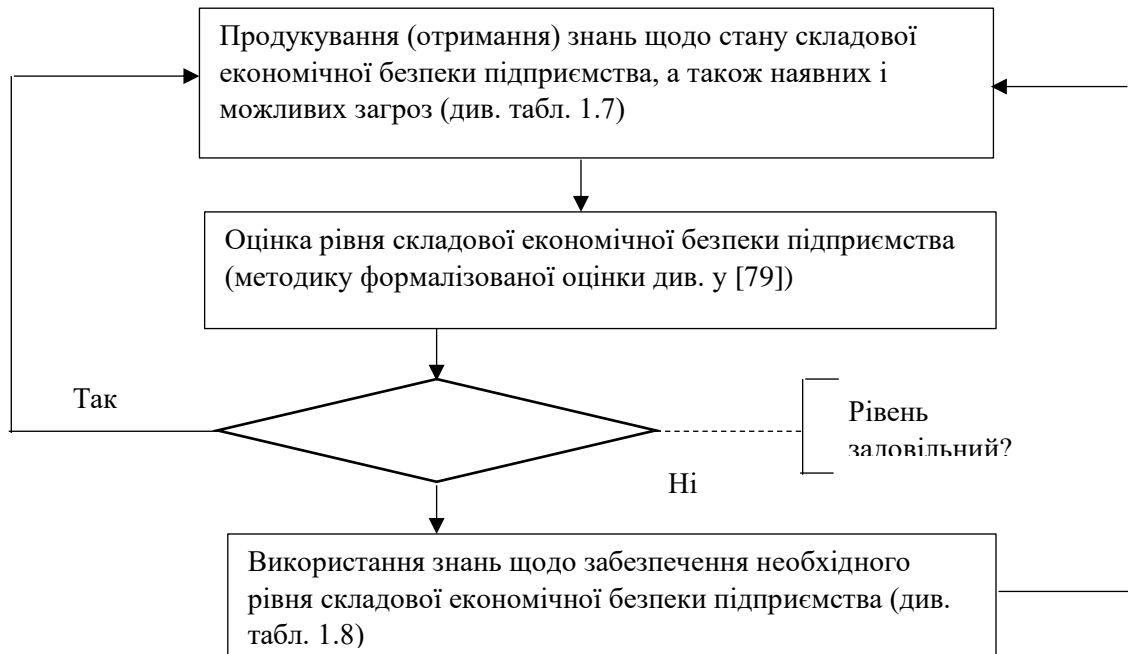 Продукування (отримання) знань щодо стану складової
економічної безпеки підприємства, а також наявних і
можливих загроз (див. табл. 1.7)
Оцінка рівня складової економічної безпеки підприємства
(методику формалізованої оцінки див. у [79])
Так
Рівень
задовільний?
Ні
Використання знань щодо забезпечення необхідного
рівня складової економічної безпеки підприємства (див.
табл. 1.8)